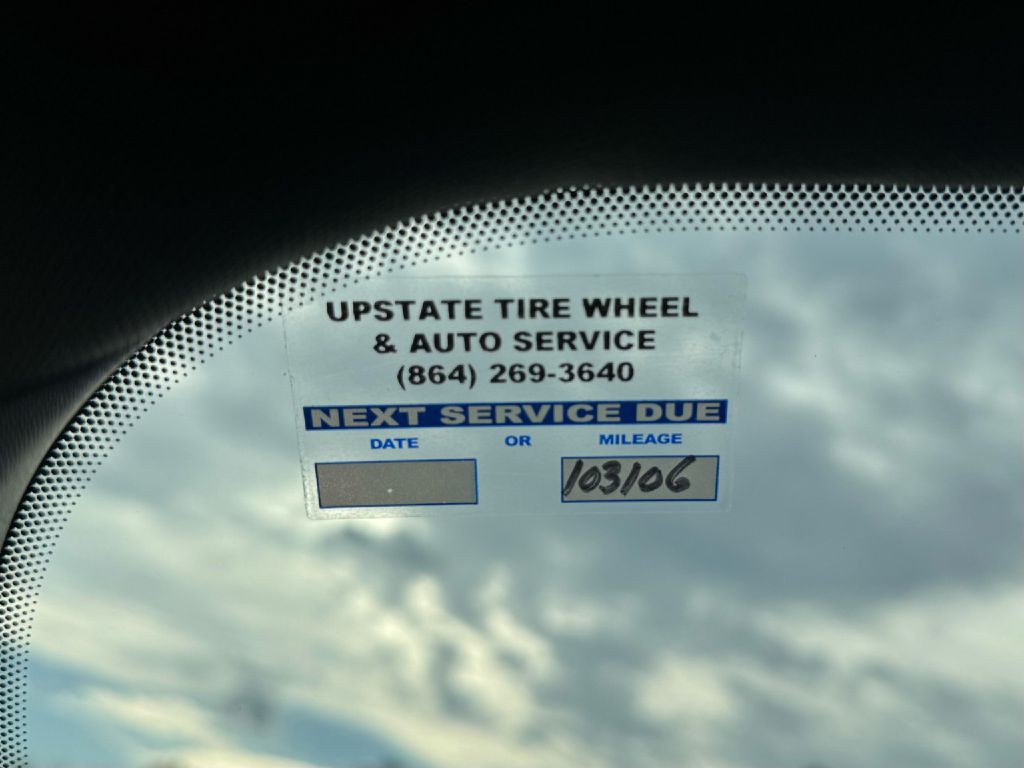 UPSTATE TIRE WHEEL
& AUTO SERVICE
(864) 269-3640
NEXT SERVICE DUE
DATE OR MILEAGE
103106